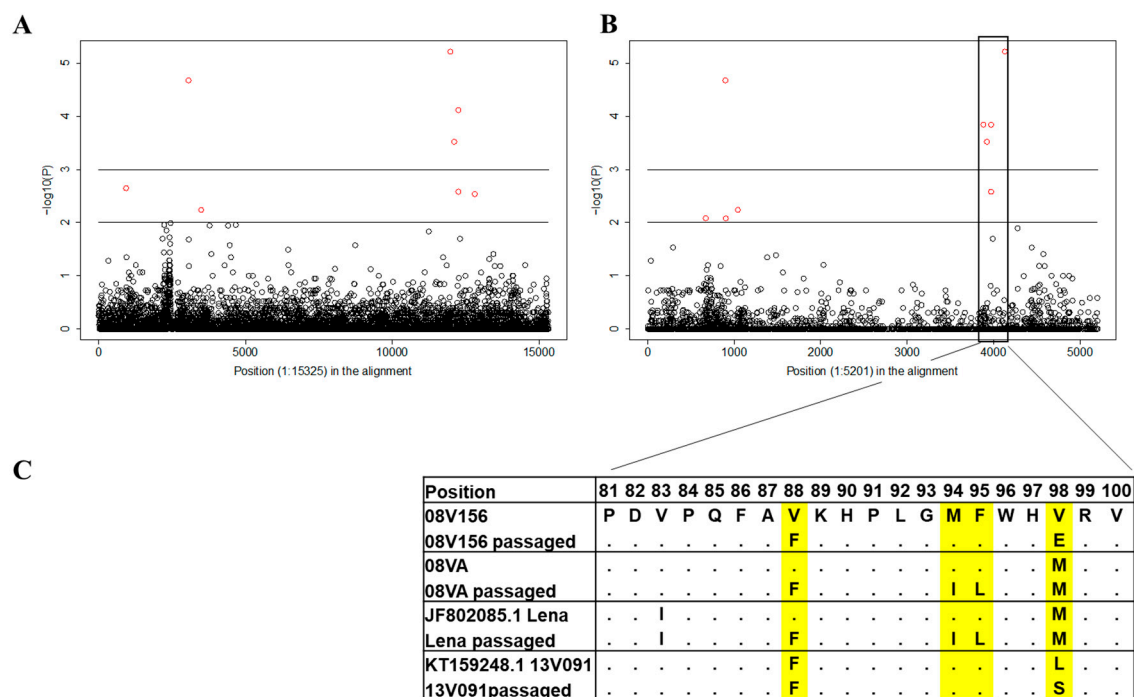 A
B
5
4
3
2
1
0
−log10(P)
0 5000 10000 15000
Position (1:15325) in the alignment
5
4
3
2
1
0
−log10(P)
0 1000 2000 3000 4000 5000
Position (1:5201) in the alignment
C
Position 81 82 83 84 85 86 87 88 89 90 91 92 93 94 95 96 97 98 99 100
08V156 P D V P Q F A V K H P L G M F W H V R V
08V156 passaged . . . . . . . F . . . . . . . . . E . .
08VA . . . . . . . . . . . . . . . . . M . .
08VA passaged . . . . . . . F . . . . . I L . . M . .
JF802085.1 Lena . . I . . . . . . . . . . . . . . M . .
Lena passaged . . I . . . . F . . . . . I L . . M . .
KT159248.1 13V091 . . . . . . . F . . . . . . . . . L . .
13V091passaged . . . . . . . F . . . . . . . . . S . .